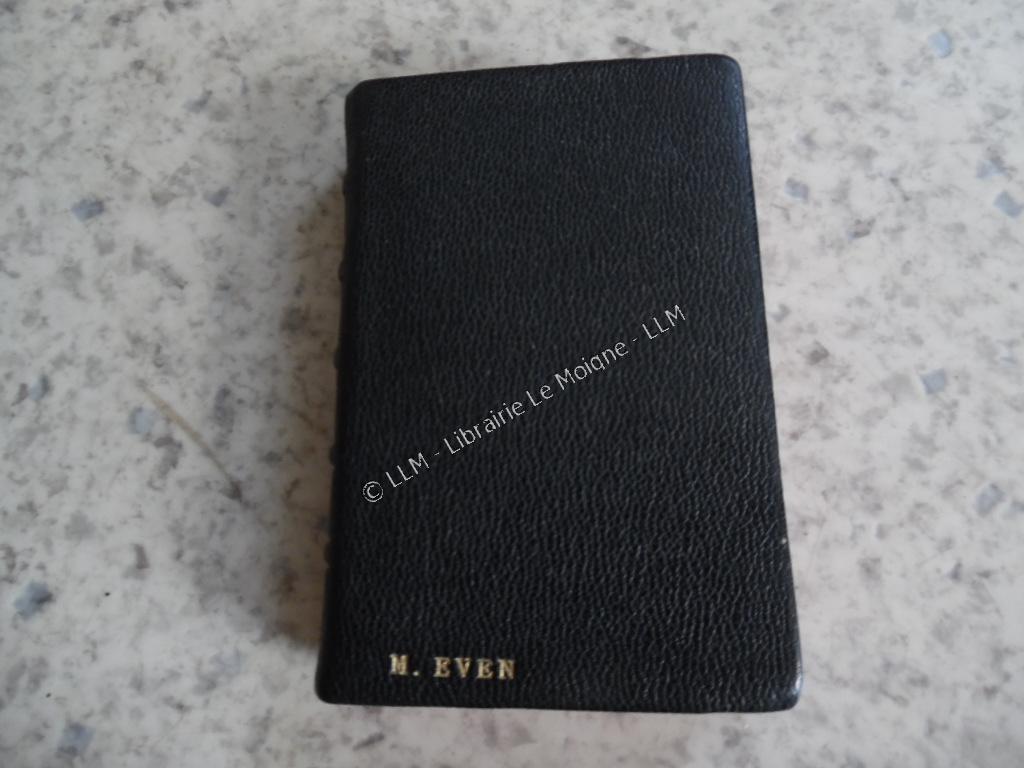 © LLM - Librairie Le Moigne - LLM
M. EVEN